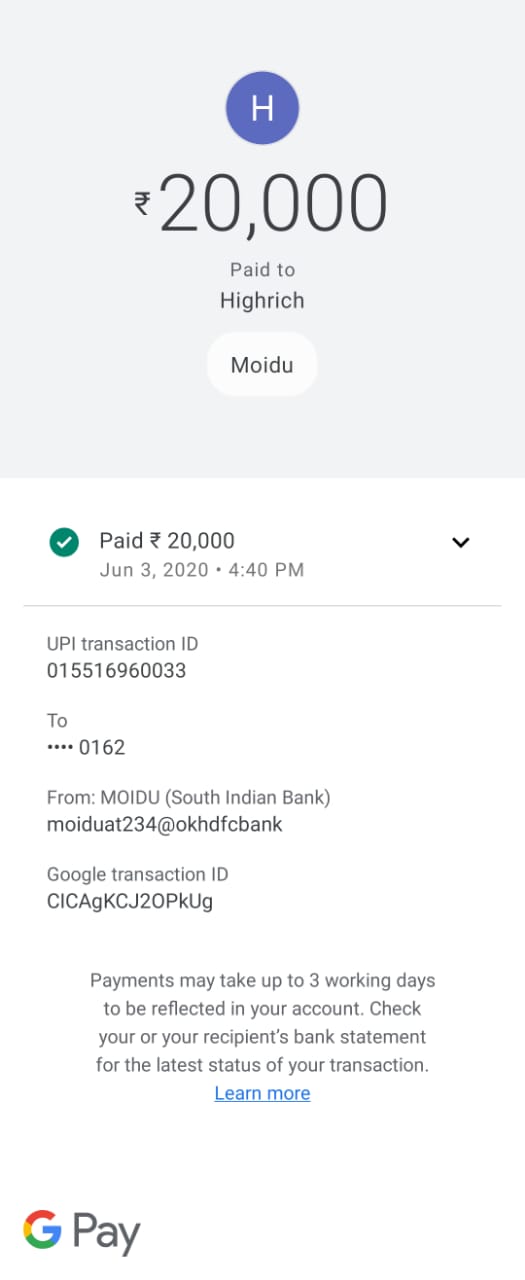 H
₹20,000
Paid to
Highrich
Moidu
Paid ₹ 20,000
Jun 3, 2020 • 4:40 PM
UPI transaction ID
015516960033
To
•••• 0162
From: MOIDU (South Indian Bank)
moiduat234@okhdfcbank
Google transaction ID
CICAgKCJ2OPkUg
Payments may take up to 3 working days
to be reflected in your account. Check
your or your recipient's bank statement
for the latest status of your transaction.
Learn more
G Pay